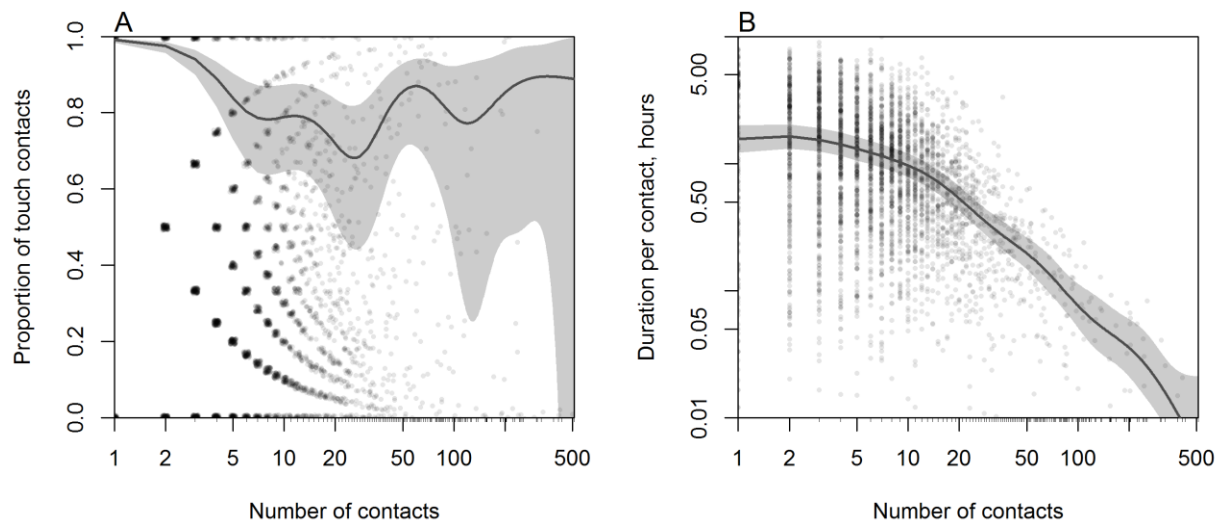 A
Proportion of touch contacts
1.0
0.8
0.6
0.4
0.2
0.0
1 2 5 10 20 50 100 500
Number of contacts
B
Duration per contact, hours
5.00
0.50
0.05
0.01
1 2 5 10 20 50 100 500
Number of contacts